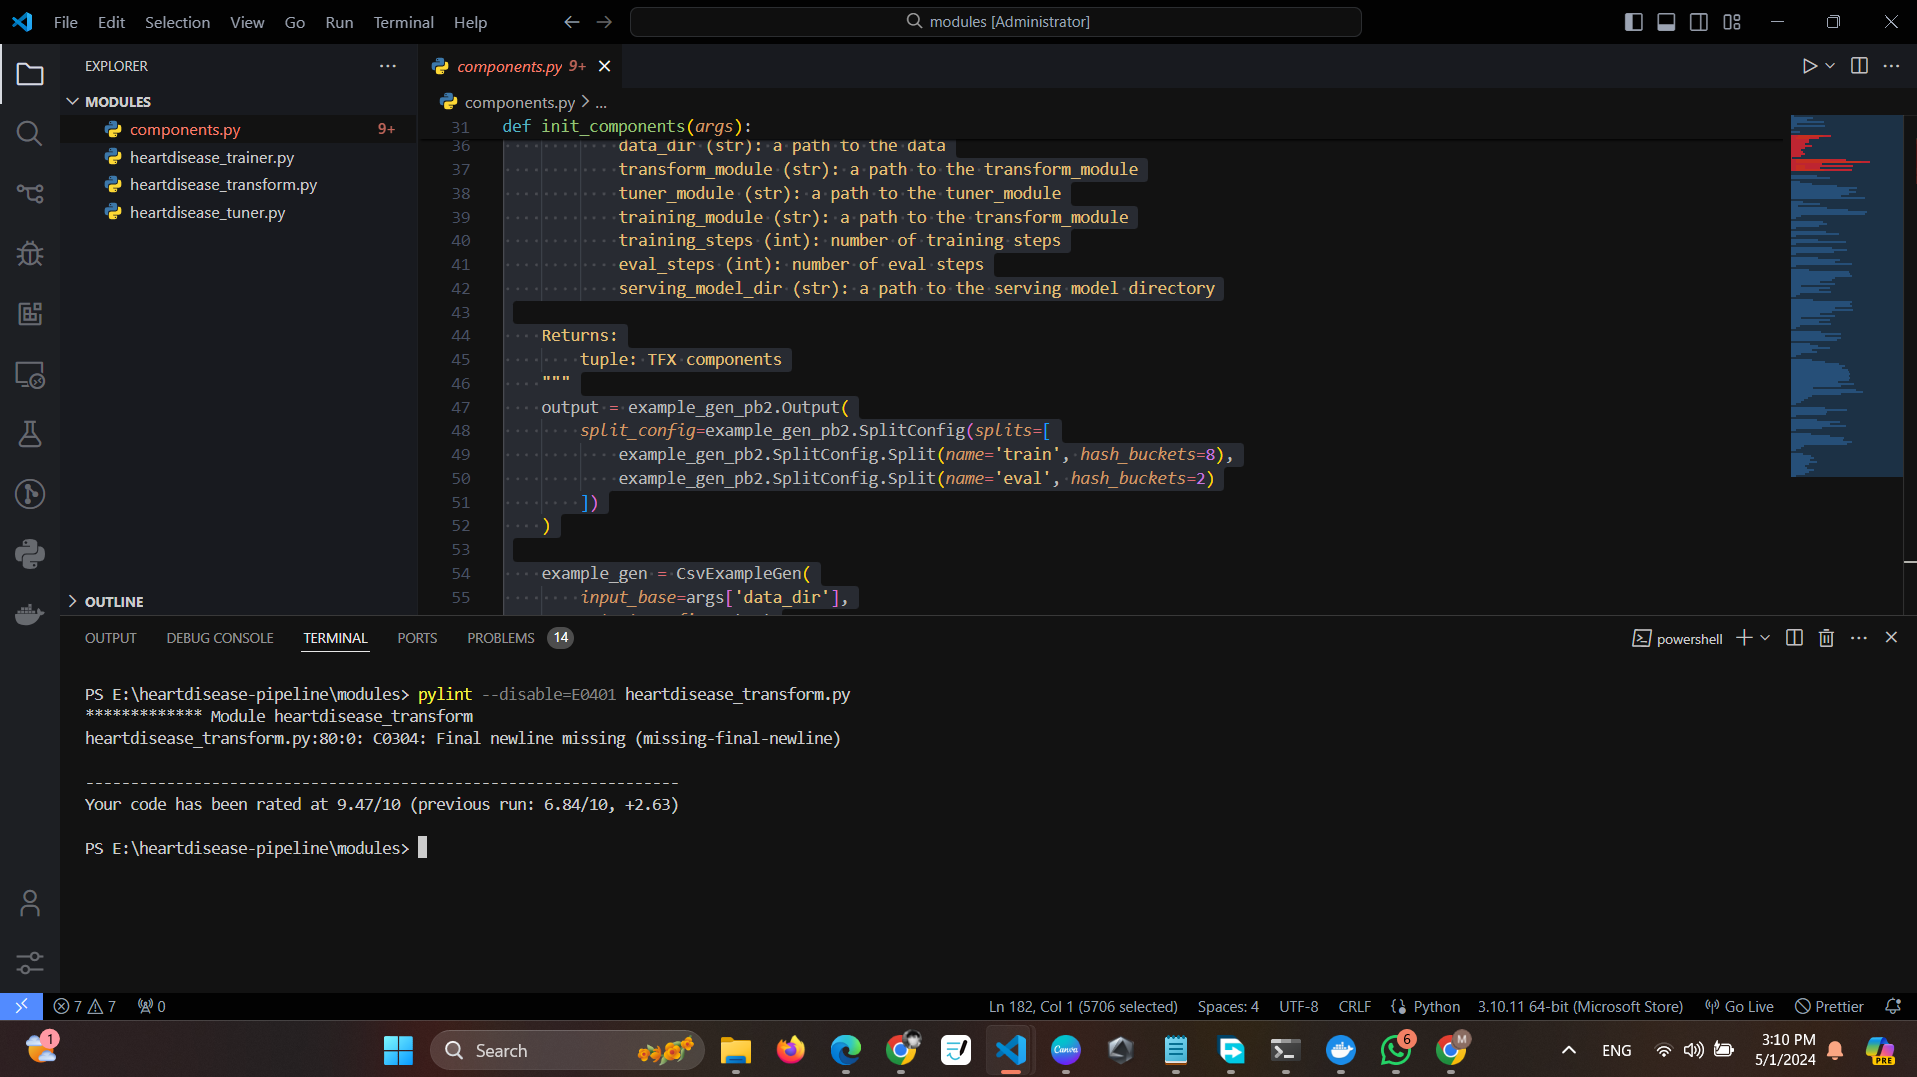 File Edit Selection View Go Run Terminal Help
modules [Administrator]
EXPLORER
MODULES
components.py 9+
heartdisease_trainer.py
heartdisease_transform.py
heartdisease_tuner.py
OUTLINE
components.py 9+
components.py > ...
31 def init_components(args):
36 data_dir (str): a path to the data
37 transform_module (str): a path to the transform_module
38 tuner_module (str): a path to the tuner_module
39 training_module (str): a path to the transform_module
40 training_steps (int): number of training steps
41 eval_steps (int): number of eval steps
42 serving_model_dir (str): a path to the serving model directory
43
44 Returns:
45 tuple: TFX components
46 """
47 output = example_gen_pb2.Output(
48 split_config=example_gen_pb2.SplitConfig(splits=[
49 example_gen_pb2.SplitConfig.Split(name='train', hash_buckets=8),
50 example_gen_pb2.SplitConfig.Split(name='eval', hash_buckets=2)
51 ])
52 )
53
54 example_gen = CsvExampleGen(
55 input_base=args['data_dir'],
OUTPUT DEBUG CONSOLE TERMINAL PORTS PROBLEMS 14
powershell
PS E:\heartdisease-pipeline\modules> pylint --disable=E0401 heartdisease_transform.py
************* Module heartdisease_transform
heartdisease_transform.py:80:0: C0304: Final newline missing (missing-final-newline)
------------------------------------------------------------------
Your code has been rated at 9.47/10 (previous run: 6.84/10, +2.63)
PS E:\heartdisease-pipeline\modules>
7 7 0
Ln 182, Col 1 (5706 selected) Spaces: 4 UTF-8 CRLF Python 3.10.11 64-bit (Microsoft Store) Go Live Prettier
1
Search
Canva
6
M
ENG
3:10 PM
5/1/2024
PRE